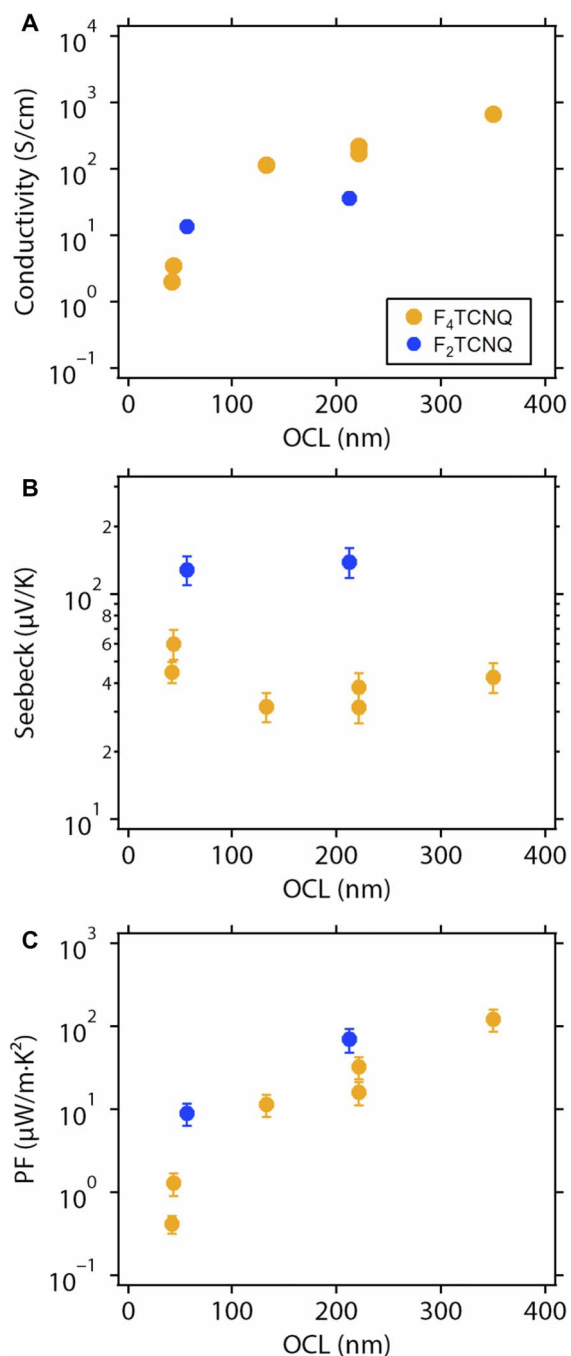 A
10⁴
10³
10²
10¹
10⁰
10⁻¹
Conductivity (S/cm)
F₄TCNQ
F₂TCNQ
0 100 200 300 400
OCL (nm)
B
2
10²
8
6
4
2
10¹
Seebeck (μV/K)
0 100 200 300 400
OCL (nm)
C
10³
10²
10¹
10⁰
10⁻¹
PF (μW/m·K²)
0 100 200 300 400
OCL (nm)